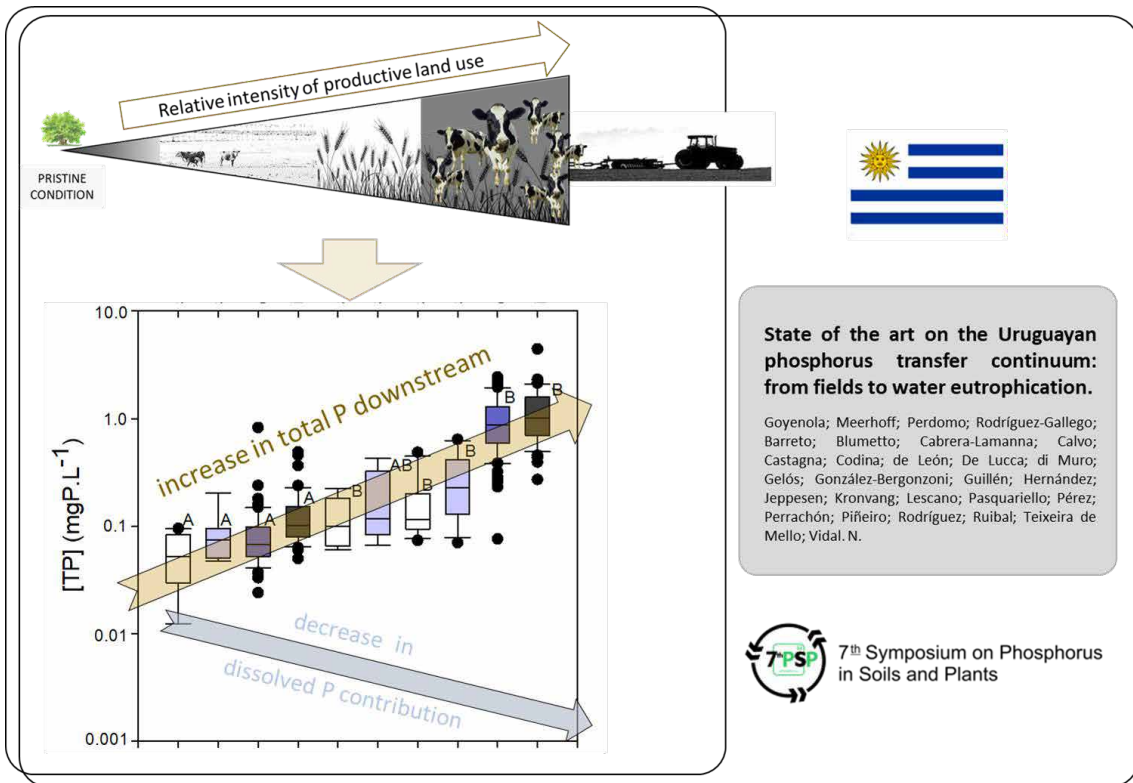 Relative intensity of productive land use
PRISTINE
CONDITION
State of the art on the Uruguayan
phosphorus transfer continuum:
from fields to water eutrophication.
Goyenola; Meerhoff; Perdomo; Rodríguez-Gallego;
Barreto; Blumetto; Cabrera-Lamanna; Calvo;
Castagna; Codina; de León; De Lucca; di Muro;
Gelós; González-Bergonzoni; Guillén; Hernández;
Jeppesen; Kronvang; Lescano; Pasquariello; Pérez;
Perrachón; Piñeiro; Rodríguez; Ruibal; Teixeira de
Mello; Vidal. N.
[TP] (mgP.L-1)
10.0
1.0
0.1
0.01
0.001
increase in total P downstream
A
A
A
A
B
AB
B
B
B
B
decrease in
dissolved P contribution
7thPSP
7th Symposium on Phosphorus
in Soils and Plants